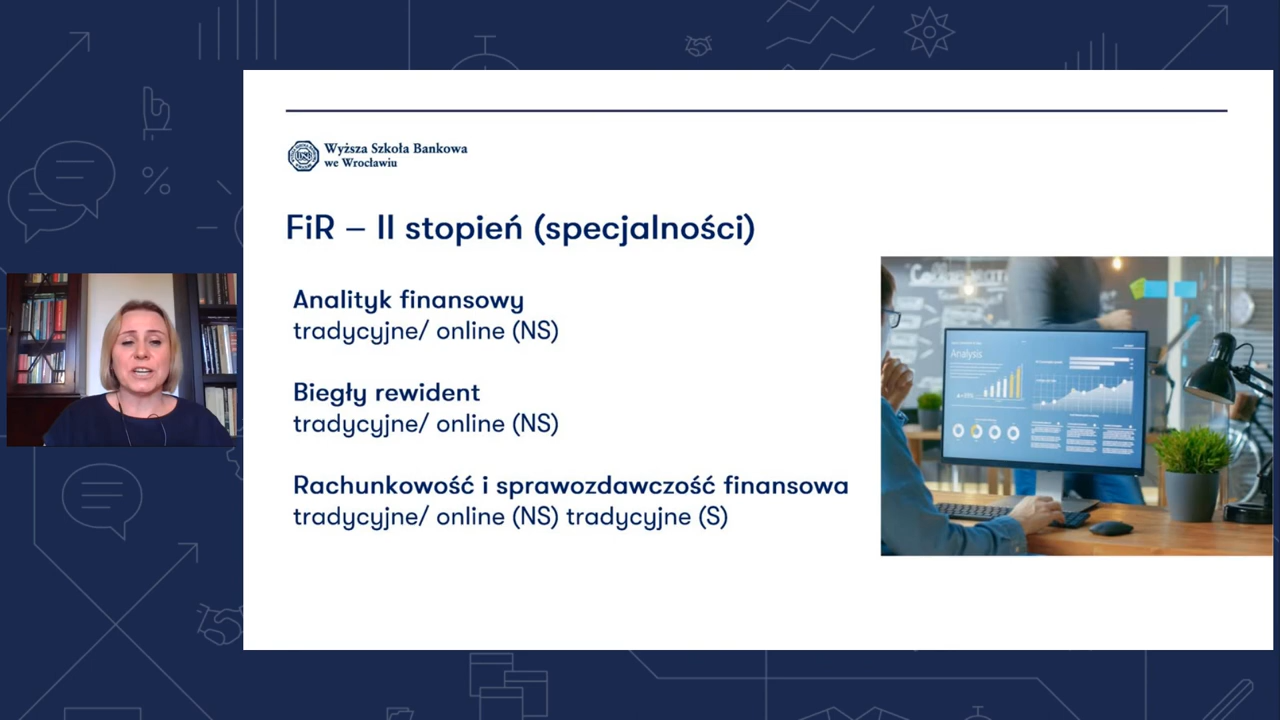 Wyższa Szkoła Bankowa
we Wrocławiu
FiR – II stopień (specjalności)
Analityk finansowy
tradycyjne/ online (NS)
Biegły rewident
tradycyjne/ online (NS)
Rachunkowość i sprawozdawczość finansowa
tradycyjne/ online (NS) tradycyjne (S)
Analysis